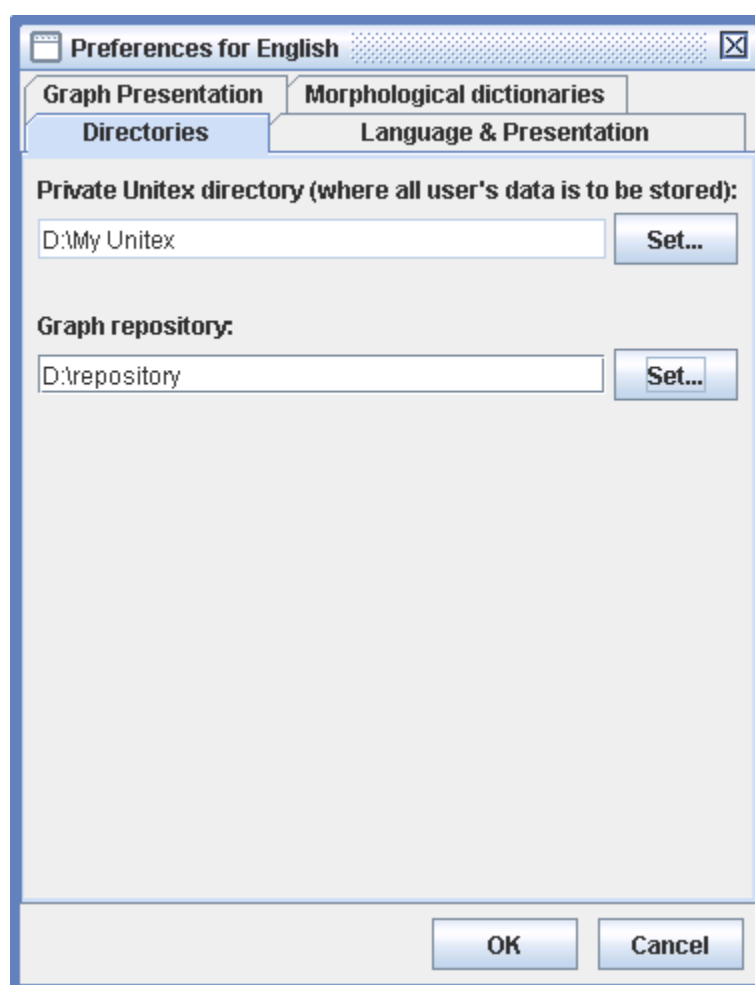 Preferences for English
Graph Presentation Morphological dictionaries
Directories Language & Presentation
Private Unitex directory (where all user's data is to be stored):
D:\My Unitex Set...
Graph repository:
D:\repository Set...
OK Cancel